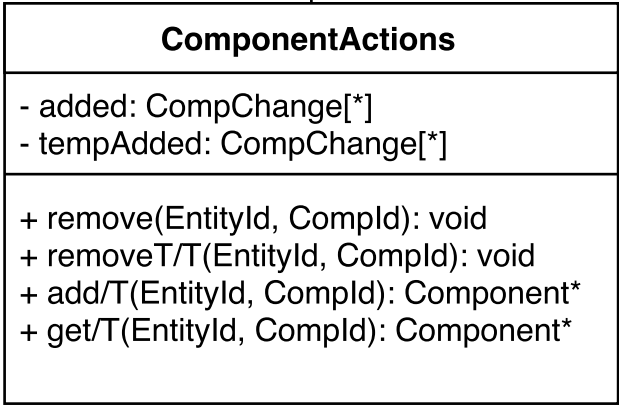 ComponentActions
- added: CompChange[*]
- tempAdded: CompChange[*]
+ remove(EntityId, CompId): void
+ removeT/T(EntityId, CompId): void
+ add/T(EntityId, CompId): Component*
+ get/T(EntityId, CompId): Component*